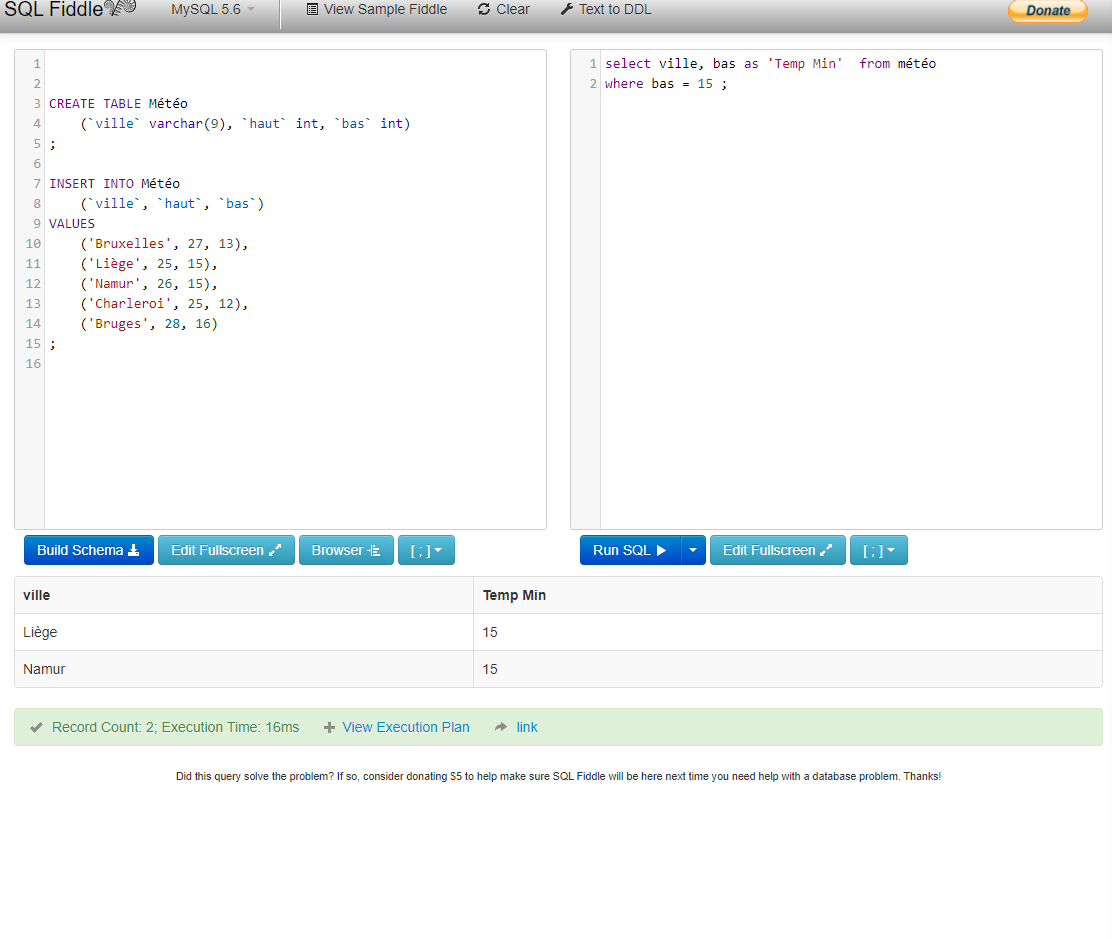 SQL Fiddle MySQL 5.6 View Sample Fiddle Clear Text to DDL Donate
1
2
3 CREATE TABLE Météo
4 (`ville` varchar(9), `haut` int, `bas` int)
5 ;
6
7 INSERT INTO Météo
8 (`ville`, `haut`, `bas`)
9 VALUES
10 ('Bruxelles', 27, 13),
11 ('Liège', 25, 15),
12 ('Namur', 26, 15),
13 ('Charleroi', 25, 12),
14 ('Bruges', 28, 16)
15 ;
16
1 select ville, bas as 'Temp Min'  from météo
2 where bas = 15 ;
Build Schema Edit Fullscreen Browser [ ; ]
Run SQL Edit Fullscreen [ ; ]
ville Temp Min
Liège 15
Namur 15
Record Count: 2; Execution Time: 16ms View Execution Plan link
Did this query solve the problem? If so, consider donating $5 to help make sure SQL Fiddle will be here next time you need help with a database problem. Thanks!